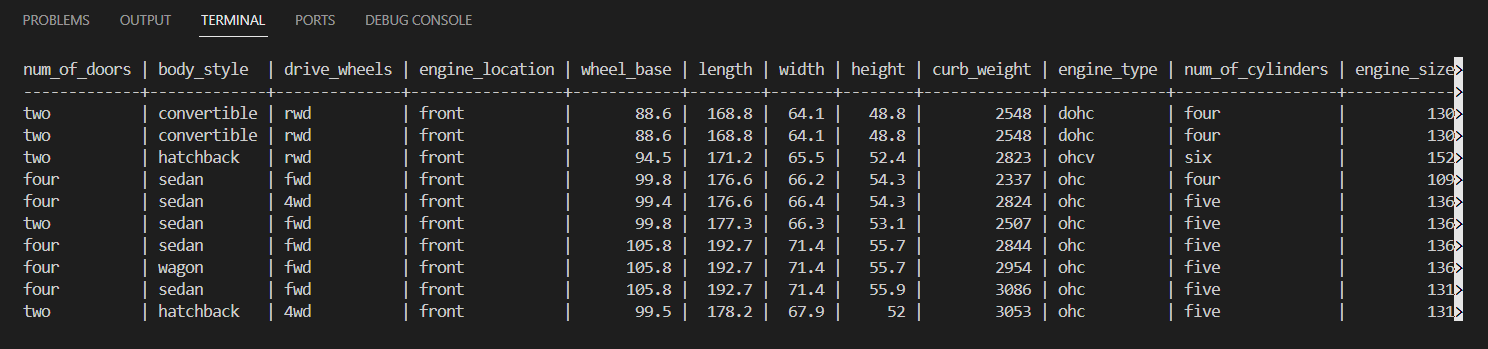 PROBLEMS OUTPUT TERMINAL PORTS DEBUG CONSOLE
num_of_doors | body_style  | drive_wheels | engine_location | wheel_base | length | width | height | curb_weight | engine_type | num_of_cylinders | engine_size>
-------------+-------------+--------------+-----------------+------------+--------+-------+--------+-------------+-------------+------------------+------------>
two          | convertible | rwd          | front           |       88.6 |  168.8 |  64.1 |   48.8 |        2548 | dohc        | four             |         130>
two          | convertible | rwd          | front           |       88.6 |  168.8 |  64.1 |   48.8 |        2548 | dohc        | four             |         130>
two          | hatchback   | rwd          | front           |       94.5 |  171.2 |  65.5 |   52.4 |        2823 | ohcv        | six              |         152>
four         | sedan       | fwd          | front           |       99.8 |  176.6 |  66.2 |   54.3 |        2337 | ohc         | four             |         109>
four         | sedan       | 4wd          | front           |       99.4 |  176.6 |  66.4 |   54.3 |        2824 | ohc         | five             |         136>
two          | sedan       | fwd          | front           |       99.8 |  177.3 |  66.3 |   53.1 |        2507 | ohc         | five             |         136>
four         | sedan       | fwd          | front           |      105.8 |  192.7 |  71.4 |   55.7 |        2844 | ohc         | five             |         136>
four         | wagon       | fwd          | front           |      105.8 |  192.7 |  71.4 |   55.7 |        2954 | ohc         | five             |         136>
four         | sedan       | fwd          | front           |      105.8 |  192.7 |  71.4 |   55.9 |        3086 | ohc         | five             |         131>
two          | hatchback   | 4wd          | front           |       99.5 |  178.2 |  67.9 |     52 |        3053 | ohc         | five             |         131>